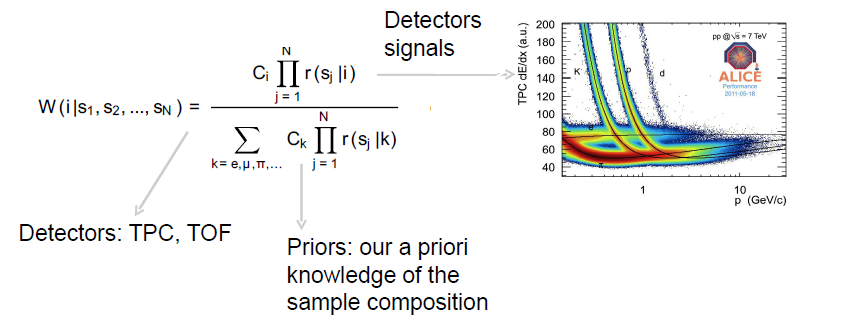 Detectors
signals
N
Ci ∏ r(sj |i)
j = 1
W(i|s1, s2, ..., sN) =
N
∑ Ck ∏ r(sj |k)
k= e,μ,π,... j= 1
Detectors: TPC, TOF
Priors: our a priori
knowledge of the
sample composition
TPC dE/dx (a.u.)
200
180
160
140
120
100
80
60
40
pp @ √s = 7 TeV
ALICE
Performance
2011-05-18
K
p
d
e
π
1
10
p (GeV/c)